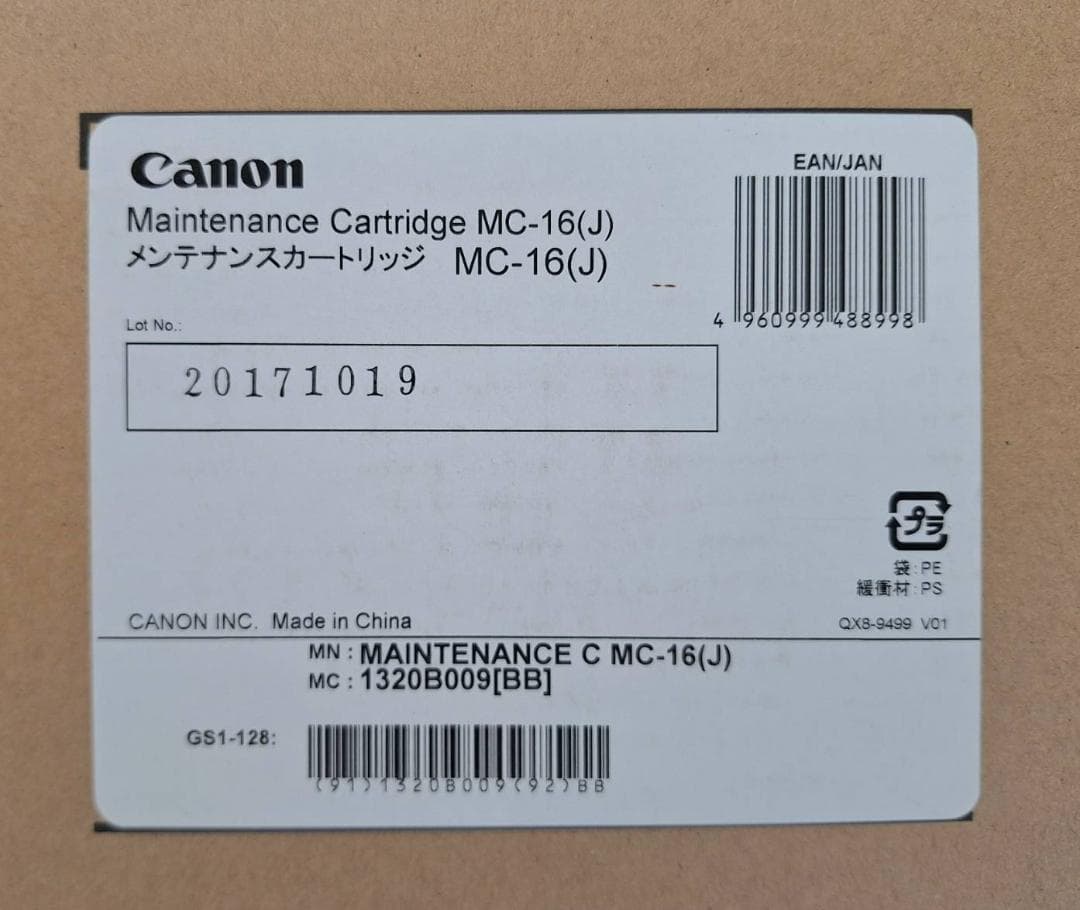 Canon
EAN/JAN
Maintenance Cartridge MC-16(J)
メンテナンスカートリッジ MC-16(J)
4 960999 488998
Lot No.:
20171019
プラ
袋:PE
緩衝材:PS
CANON INC. Made in China
QX8-9499 V01
MN : MAINTENANCE C MC-16(J)
MC : 1320B009[BB]
GS1-128:
(91)1320B009(92)BB